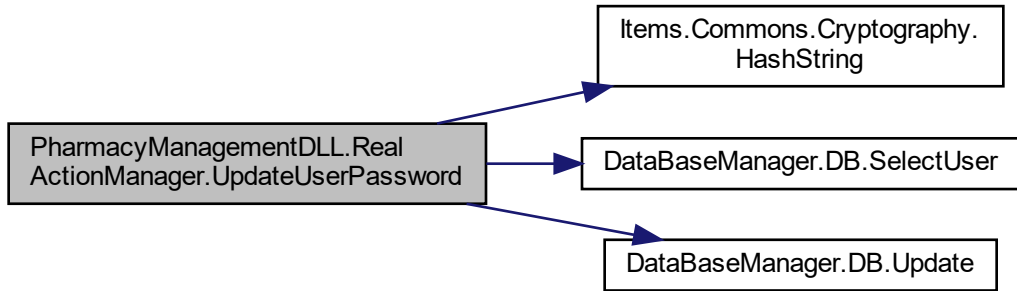 PharmacyManagementDLL.Real
ActionManager.UpdateUserPassword
Items.Commons.Cryptography.
HashString
DataBaseManager.DB.SelectUser
DataBaseManager.DB.Update